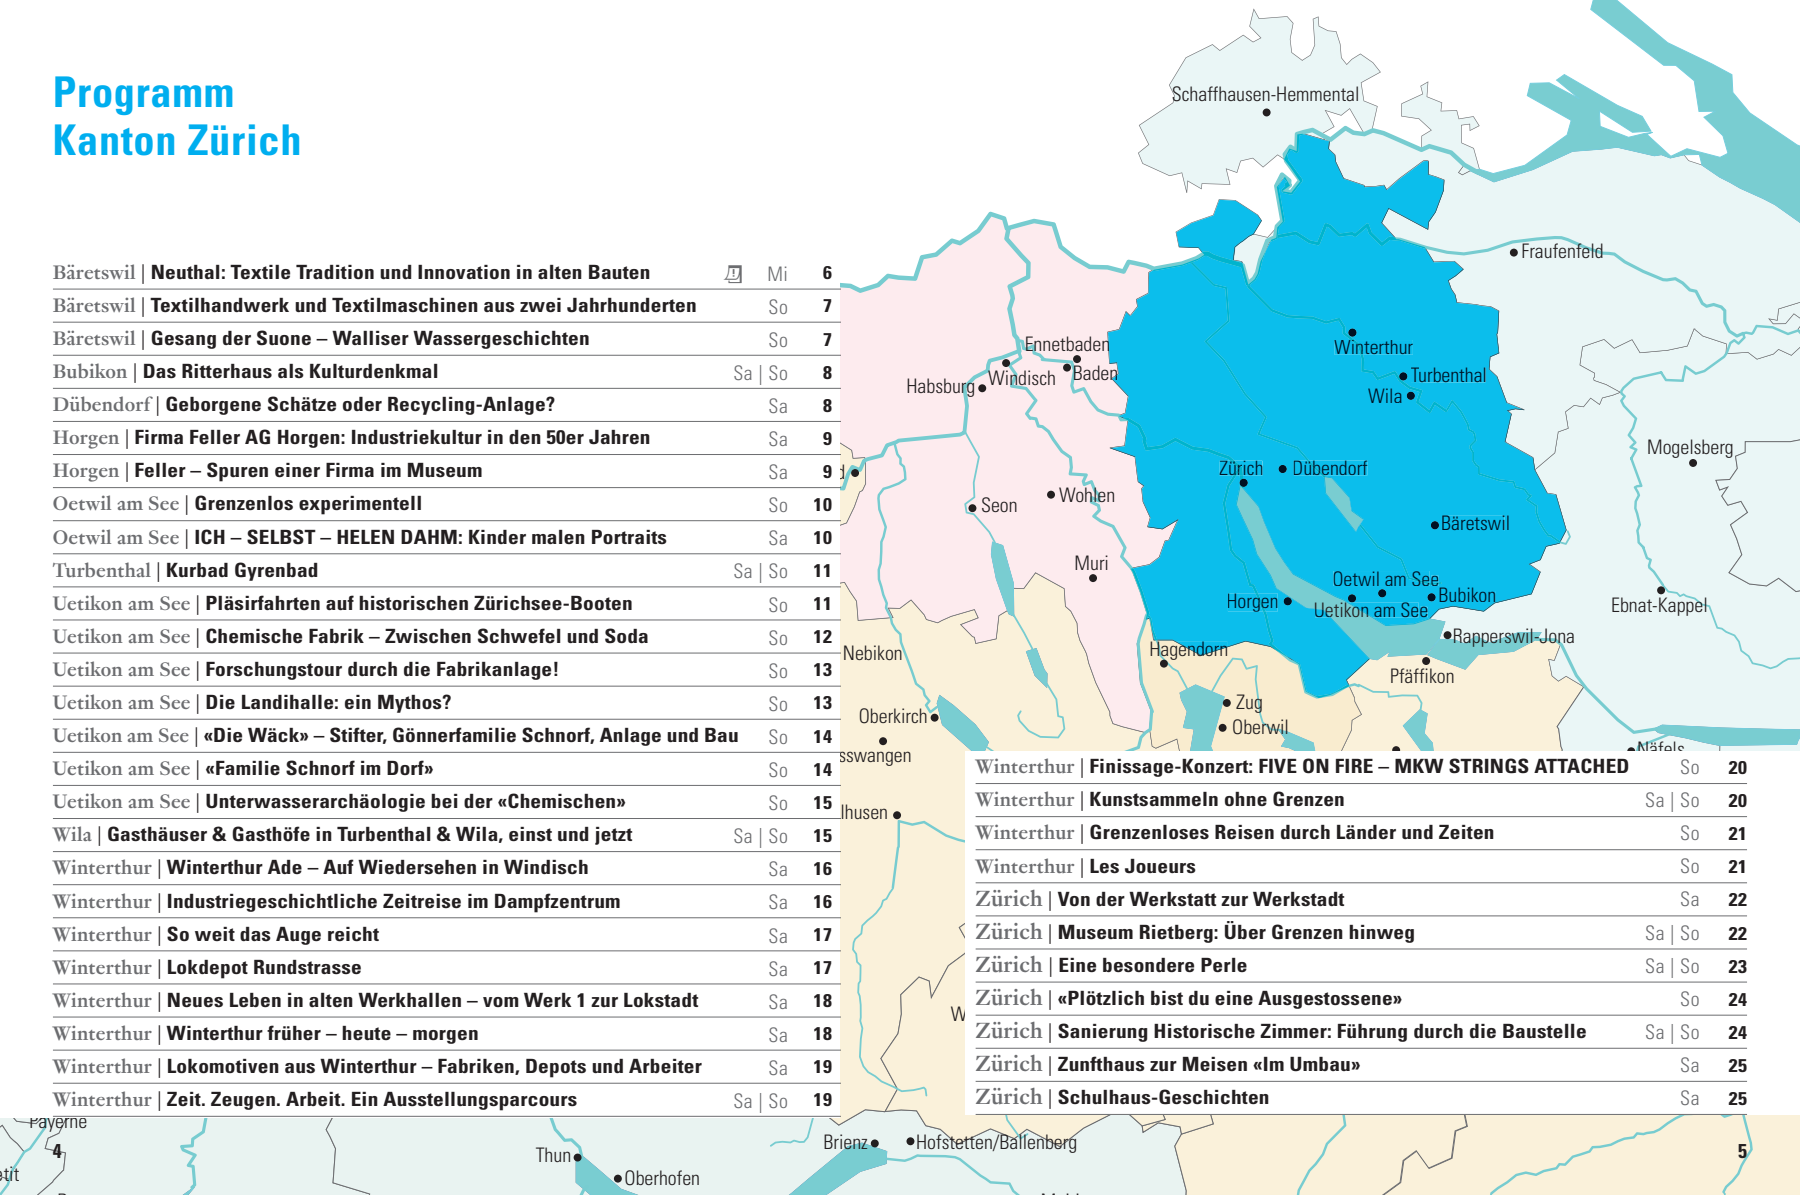 Programm
Kanton Zürich
Bäretswil | Neuthal: Textile Tradition und Innovation in alten Bauten Mi 6
Bäretswil | Textilhandwerk und Textilmaschinen aus zwei Jahrhunderten So 7
Bäretswil | Gesang der Suone – Walliser Wassergeschichten So 7
Bubikon | Das Ritterhaus als Kulturdenkmal Sa | So 8
Dübendorf | Geborgene Schätze oder Recycling-Anlage? Sa 8
Horgen | Firma Feller AG Horgen: Industriekultur in den 50er Jahren Sa 9
Horgen | Feller – Spuren einer Firma im Museum Sa 9
Oetwil am See | Grenzenlos experimentell So 10
Oetwil am See | ICH – SELBST – HELEN DAHM: Kinder malen Portraits Sa 10
Turbenthal | Kurbad Gyrenbad Sa | So 11
Uetikon am See | Pläsirfahrten auf historischen Zürichsee-Booten So 11
Uetikon am See | Chemische Fabrik – Zwischen Schwefel und Soda So 12
Uetikon am See | Forschungstour durch die Fabrikanlage! So 13
Uetikon am See | Die Landihalle: ein Mythos? So 13
Uetikon am See | «Die Wäck» – Stifter, Gönnerfamilie Schnorf, Anlage und Bau So 14
Uetikon am See | «Familie Schnorf im Dorf» So 14
Uetikon am See | Unterwasserarchäologie bei der «Chemischen» So 15
Wila | Gasthäuser & Gasthöfe in Turbenthal & Wila, einst und jetzt Sa | So 15
Winterthur | Winterthur Ade – Auf Wiedersehen in Windisch Sa 16
Winterthur | Industriegeschichtliche Zeitreise im Dampfzentrum Sa 16
Winterthur | So weit das Auge reicht Sa 17
Winterthur | Lokdepot Rundstrasse Sa 17
Winterthur | Neues Leben in alten Werkhallen – vom Werk 1 zur Lokstadt Sa 18
Winterthur | Winterthur früher – heute – morgen Sa 18
Winterthur | Lokomotiven aus Winterthur – Fabriken, Depots und Arbeiter Sa 19
Winterthur | Zeit. Zeugen. Arbeit. Ein Ausstellungsparcours Sa | So 19
Winterthur | Finissage-Konzert: FIVE ON FIRE – MKW STRINGS ATTACHED So 20
Winterthur | Kunstsammeln ohne Grenzen Sa | So 20
Winterthur | Grenzenloses Reisen durch Länder und Zeiten So 21
Winterthur | Les Joueurs So 21
Zürich | Von der Werkstatt zur Werkstadt Sa 22
Zürich | Museum Rietberg: Über Grenzen hinweg Sa | So 22
Zürich | Eine besondere Perle Sa | So 23
Zürich | «Plötzlich bist du eine Ausgestossene» So 24
Zürich | Sanierung Historische Zimmer: Führung durch die Baustelle Sa | So 24
Zürich | Zunfthaus zur Meisen «Im Umbau» Sa 25
Zürich | Schulhaus-Geschichten Sa 25
Schaffhausen-Hemmental
Fraufenfeld
Winterthur
Ennetbaden
Baden
Windisch
Habsburg
Turbenthal
Wila
Mogelsberg
Zürich
Dübendorf
d
Seon
Wohlen
Bäretswil
Muri
Oetwil am See
Horgen
Uetikon am See
Bubikon
Ebnat-Kappel
Rapperswil-Jona
Hagendorn
Nebikon
Pfäffikon
Zug
Oberkirch
Oberwil
Näfels
sswangen
lhusen
W
Payerne
Brienz
Hofstetten/Ballenberg
Thun
Oberhofen
etit
4
5